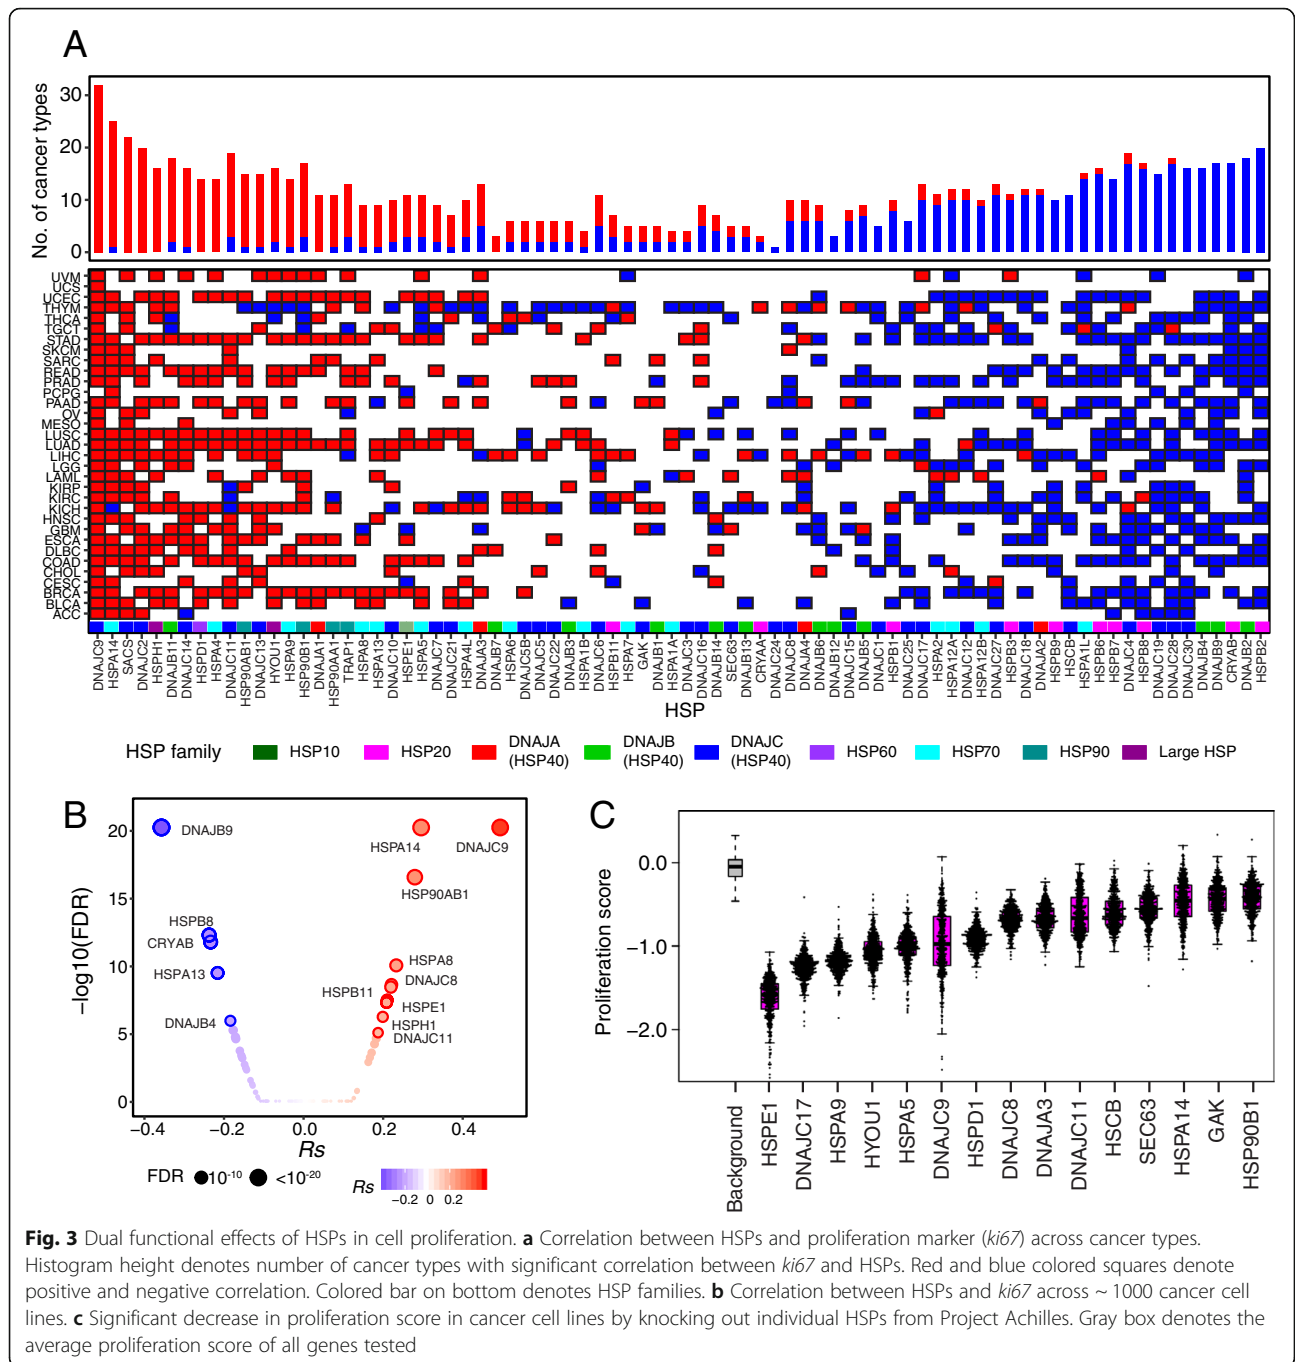 A
No. of cancer types
30
20
10
0
UVM
UCS
UCEC
THYM
THCA
TGCT
STAD
SKCM
SARC
READ
PRAD
PCPG
PAAD
OV
MESO
LUSC
LUAD
LIHC
LGG
LAML
KIRP
KIRC
KICH
HNSC
GBM
ESCA
DLBC
COAD
CHOL
CESC
BRCA
BLCA
ACC
DNAJC9
HSPA14
SACS
DNAJC2
HSPH1
DNAJB11
DNAJC14
HSPD1
HSPA4
DNAJC11
HSP90AB1
DNAJC13
HYOU1
HSPA9
HSP90B1
DNAJA1
HSP90AA1
TRAP1
HSPA8
HSPA13
DNAJC10
HSPE1
HSPA5
DNAJC7
DNAJC21
HSPA4L
DNAJA3
DNAJB7
HSPA6
DNAJC5B
DNAJC5
DNAJC22
DNAJB3
HSPA1B
DNAJC6
HSPB11
HSPA7
GAK
DNAJB1
HSPA1A
DNAJC3
DNAJC16
DNAJB14
SEC63
DNAJB13
CRYAA
DNAJC24
DNAJC8
DNAJA4
DNAJB6
DNAJB12
DNAJC15
DNAJB5
DNAJC1
HSPB1
DNAJC25
DNAJC17
HSPA2
HSPA12A
DNAJC12
HSPA12B
DNAJC27
HSPB3
DNAJC18
DNAJA2
HSPB9
HSCB
HSPA1L
HSPB6
HSPB7
DNAJC4
HSPB8
DNAJC19
DNAJC28
DNAJC30
DNAJB4
DNAJB9
CRYAB
DNAJB2
HSPB2
HSP
HSP family
HSP10
HSP20
DNAJA
(HSP40)
DNAJB
(HSP40)
DNAJC
(HSP40)
HSP60
HSP70
HSP90
Large HSP
B
−log10(FDR)
20
15
10
5
0
DNAJB9
HSPA14
DNAJC9
HSP90AB1
HSPB8
CRYAB
HSPA13
DNAJB4
HSPA8
DNAJC8
HSPB11
HSPE1
HSPH1
DNAJC11
−0.4
−0.2
0.0
0.2
0.4
Rs
FDR
10-10
<10-20
Rs
−0.2 0 0.2
C
Proliferation score
0.0
−1.0
−2.0
Background
HSPE1
DNAJC17
HSPA9
HYOU1
HSPA5
DNAJC9
HSPD1
DNAJC8
DNAJA3
DNAJC11
HSCB
SEC63
HSPA14
GAK
HSP90B1
Fig. 3 Dual functional effects of HSPs in cell proliferation. a Correlation between HSPs and proliferation marker (ki67) across cancer types.
Histogram height denotes number of cancer types with significant correlation between ki67 and HSPs. Red and blue colored squares denote
positive and negative correlation. Colored bar on bottom denotes HSP families. b Correlation between HSPs and ki67 across ~ 1000 cancer cell
lines. c Significant decrease in proliferation score in cancer cell lines by knocking out individual HSPs from Project Achilles. Gray box denotes the
average proliferation score of all genes tested